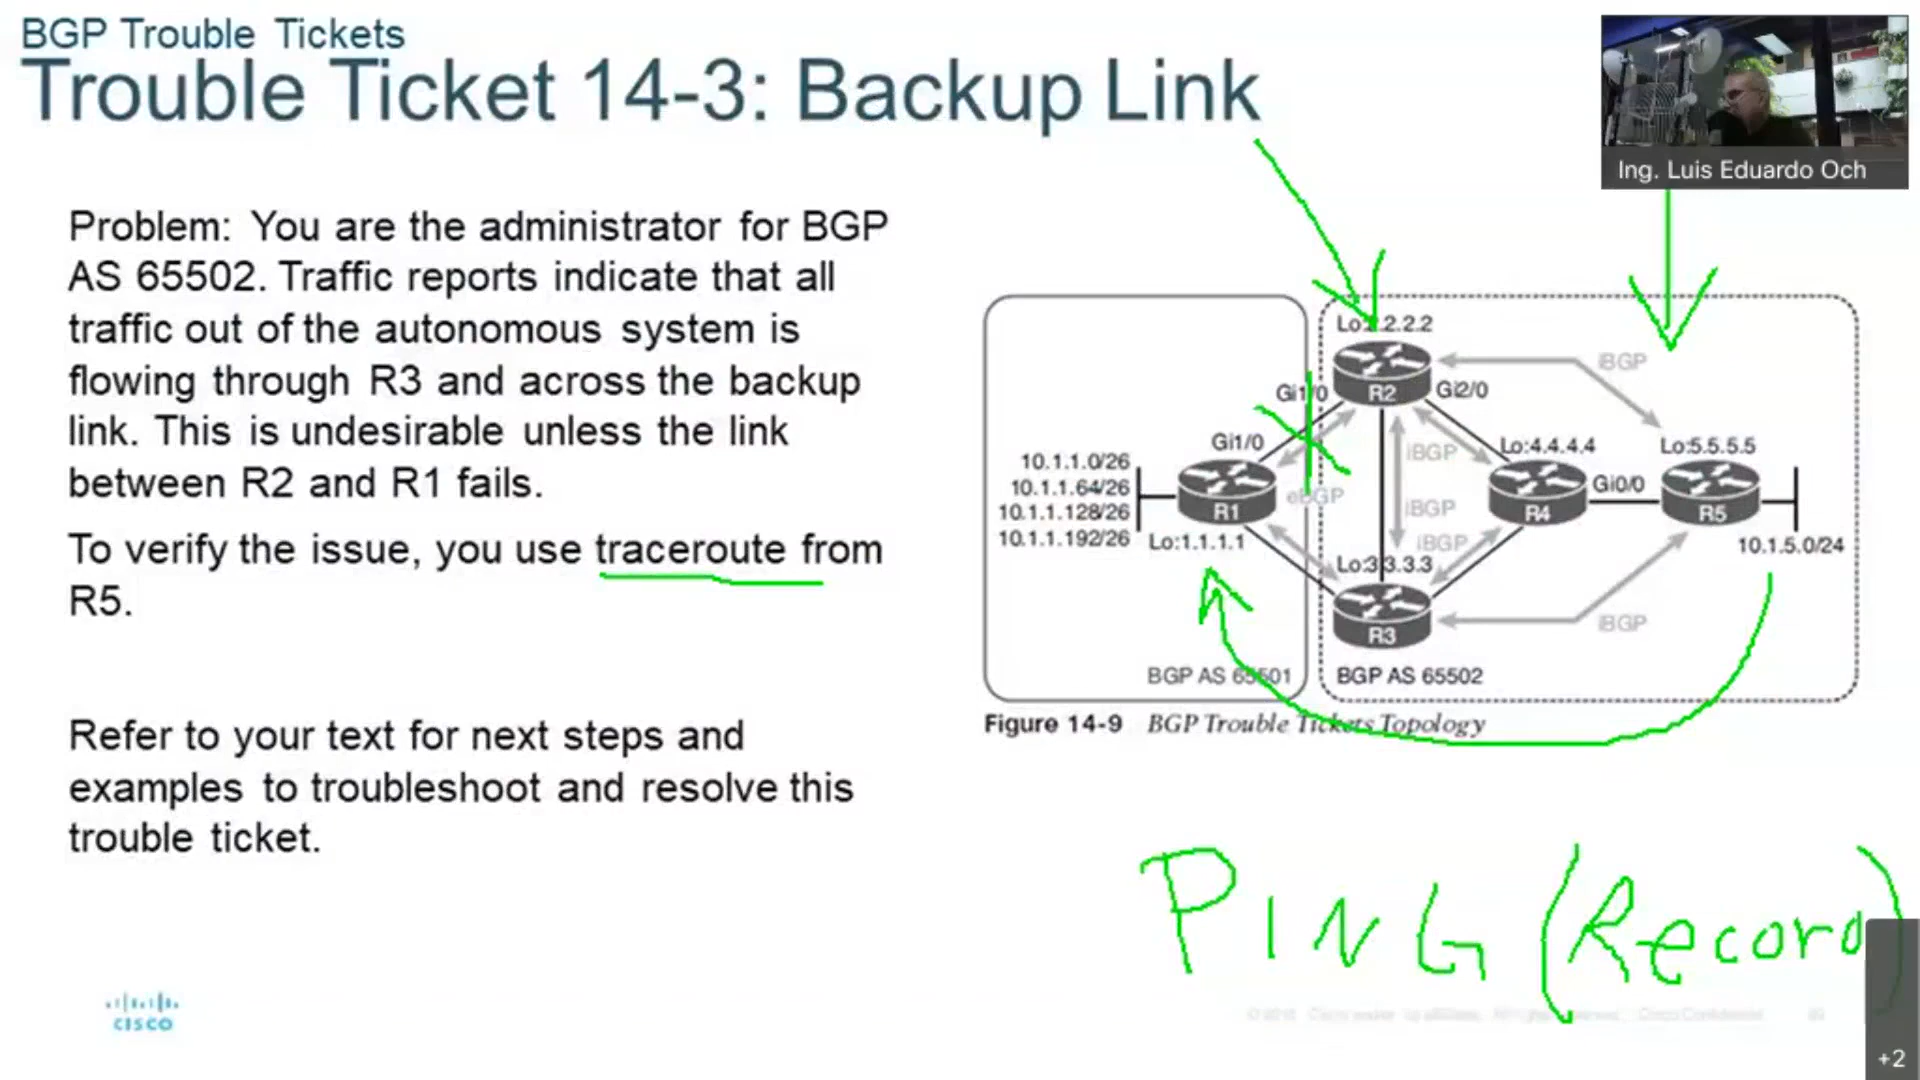 BGP Trouble Tickets
Trouble Ticket 14-3: Backup Link
Ing. Luis Eduardo Och
Problem: You are the administrator for BGP
AS 65502. Traffic reports indicate that all
traffic out of the autonomous system is
flowing through R3 and across the backup
link. This is undesirable unless the link
between R2 and R1 fails.
To verify the issue, you use traceroute from
R5.
Refer to your text for next steps and
examples to troubleshoot and resolve this
trouble ticket.
Lo:2.2.2.2
iBGP
R2
Gi1/0
Gi2/0
Gi1/0
iBGP
Lo:4.4.4.4
Lo:5.5.5.5
10.1.1.0/26
10.1.1.64/26
10.1.1.128/26
10.1.1.192/26
R1
eBGP
iBGP
R4
Gi0/0
R5
Lo:1.1.1.1
iBGP
10.1.5.0/24
Lo:3.3.3.3
R3
iBGP
BGP AS 65501
BGP AS 65502
Figure 14-9 BGP Trouble Tickets Topology
PING (Record)
CISCO
+2